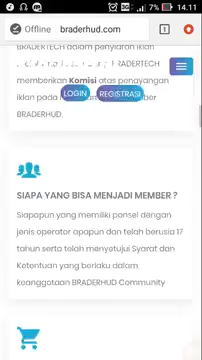 14.11
Offline braderhud.com
BRADERTECH dalam penyiaran iklan
BRADERTECH
memberikan Komisi atas penayangan
LOGIN REGISTRASI
iklan pada
BRADERHUD.
SIAPA YANG BISA MENJADI MEMBER ?
Siapapun yang memiliki ponsel dengan
jenis operator apapun dan telah berusia 17
tahun serta telah menyetujui Syarat dan
Ketentuan yang berlaku dalam
keanggotaan BRADERHUD Community